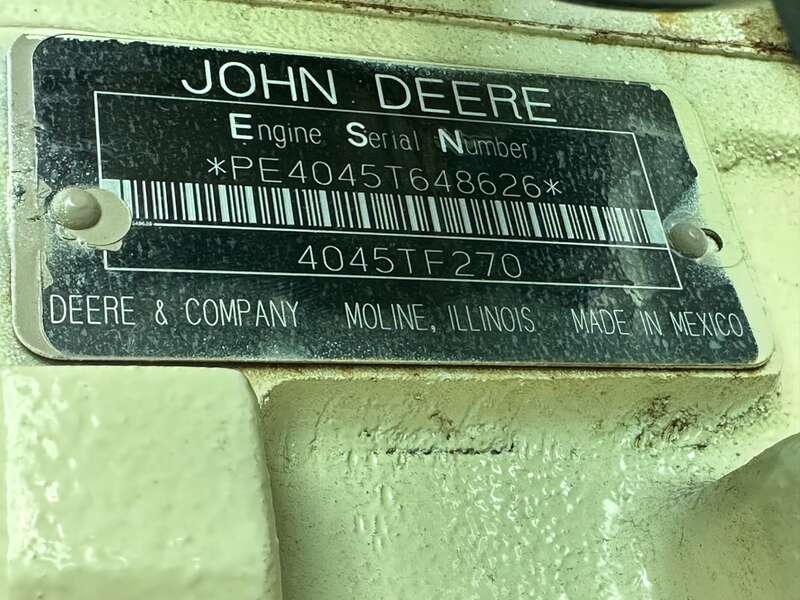 JOHN DEERE
Engine Serial Number
*PE4045T648626*
4045TF270
DEERE & COMPANY MOLINE, ILLINOIS MADE IN MEXICO